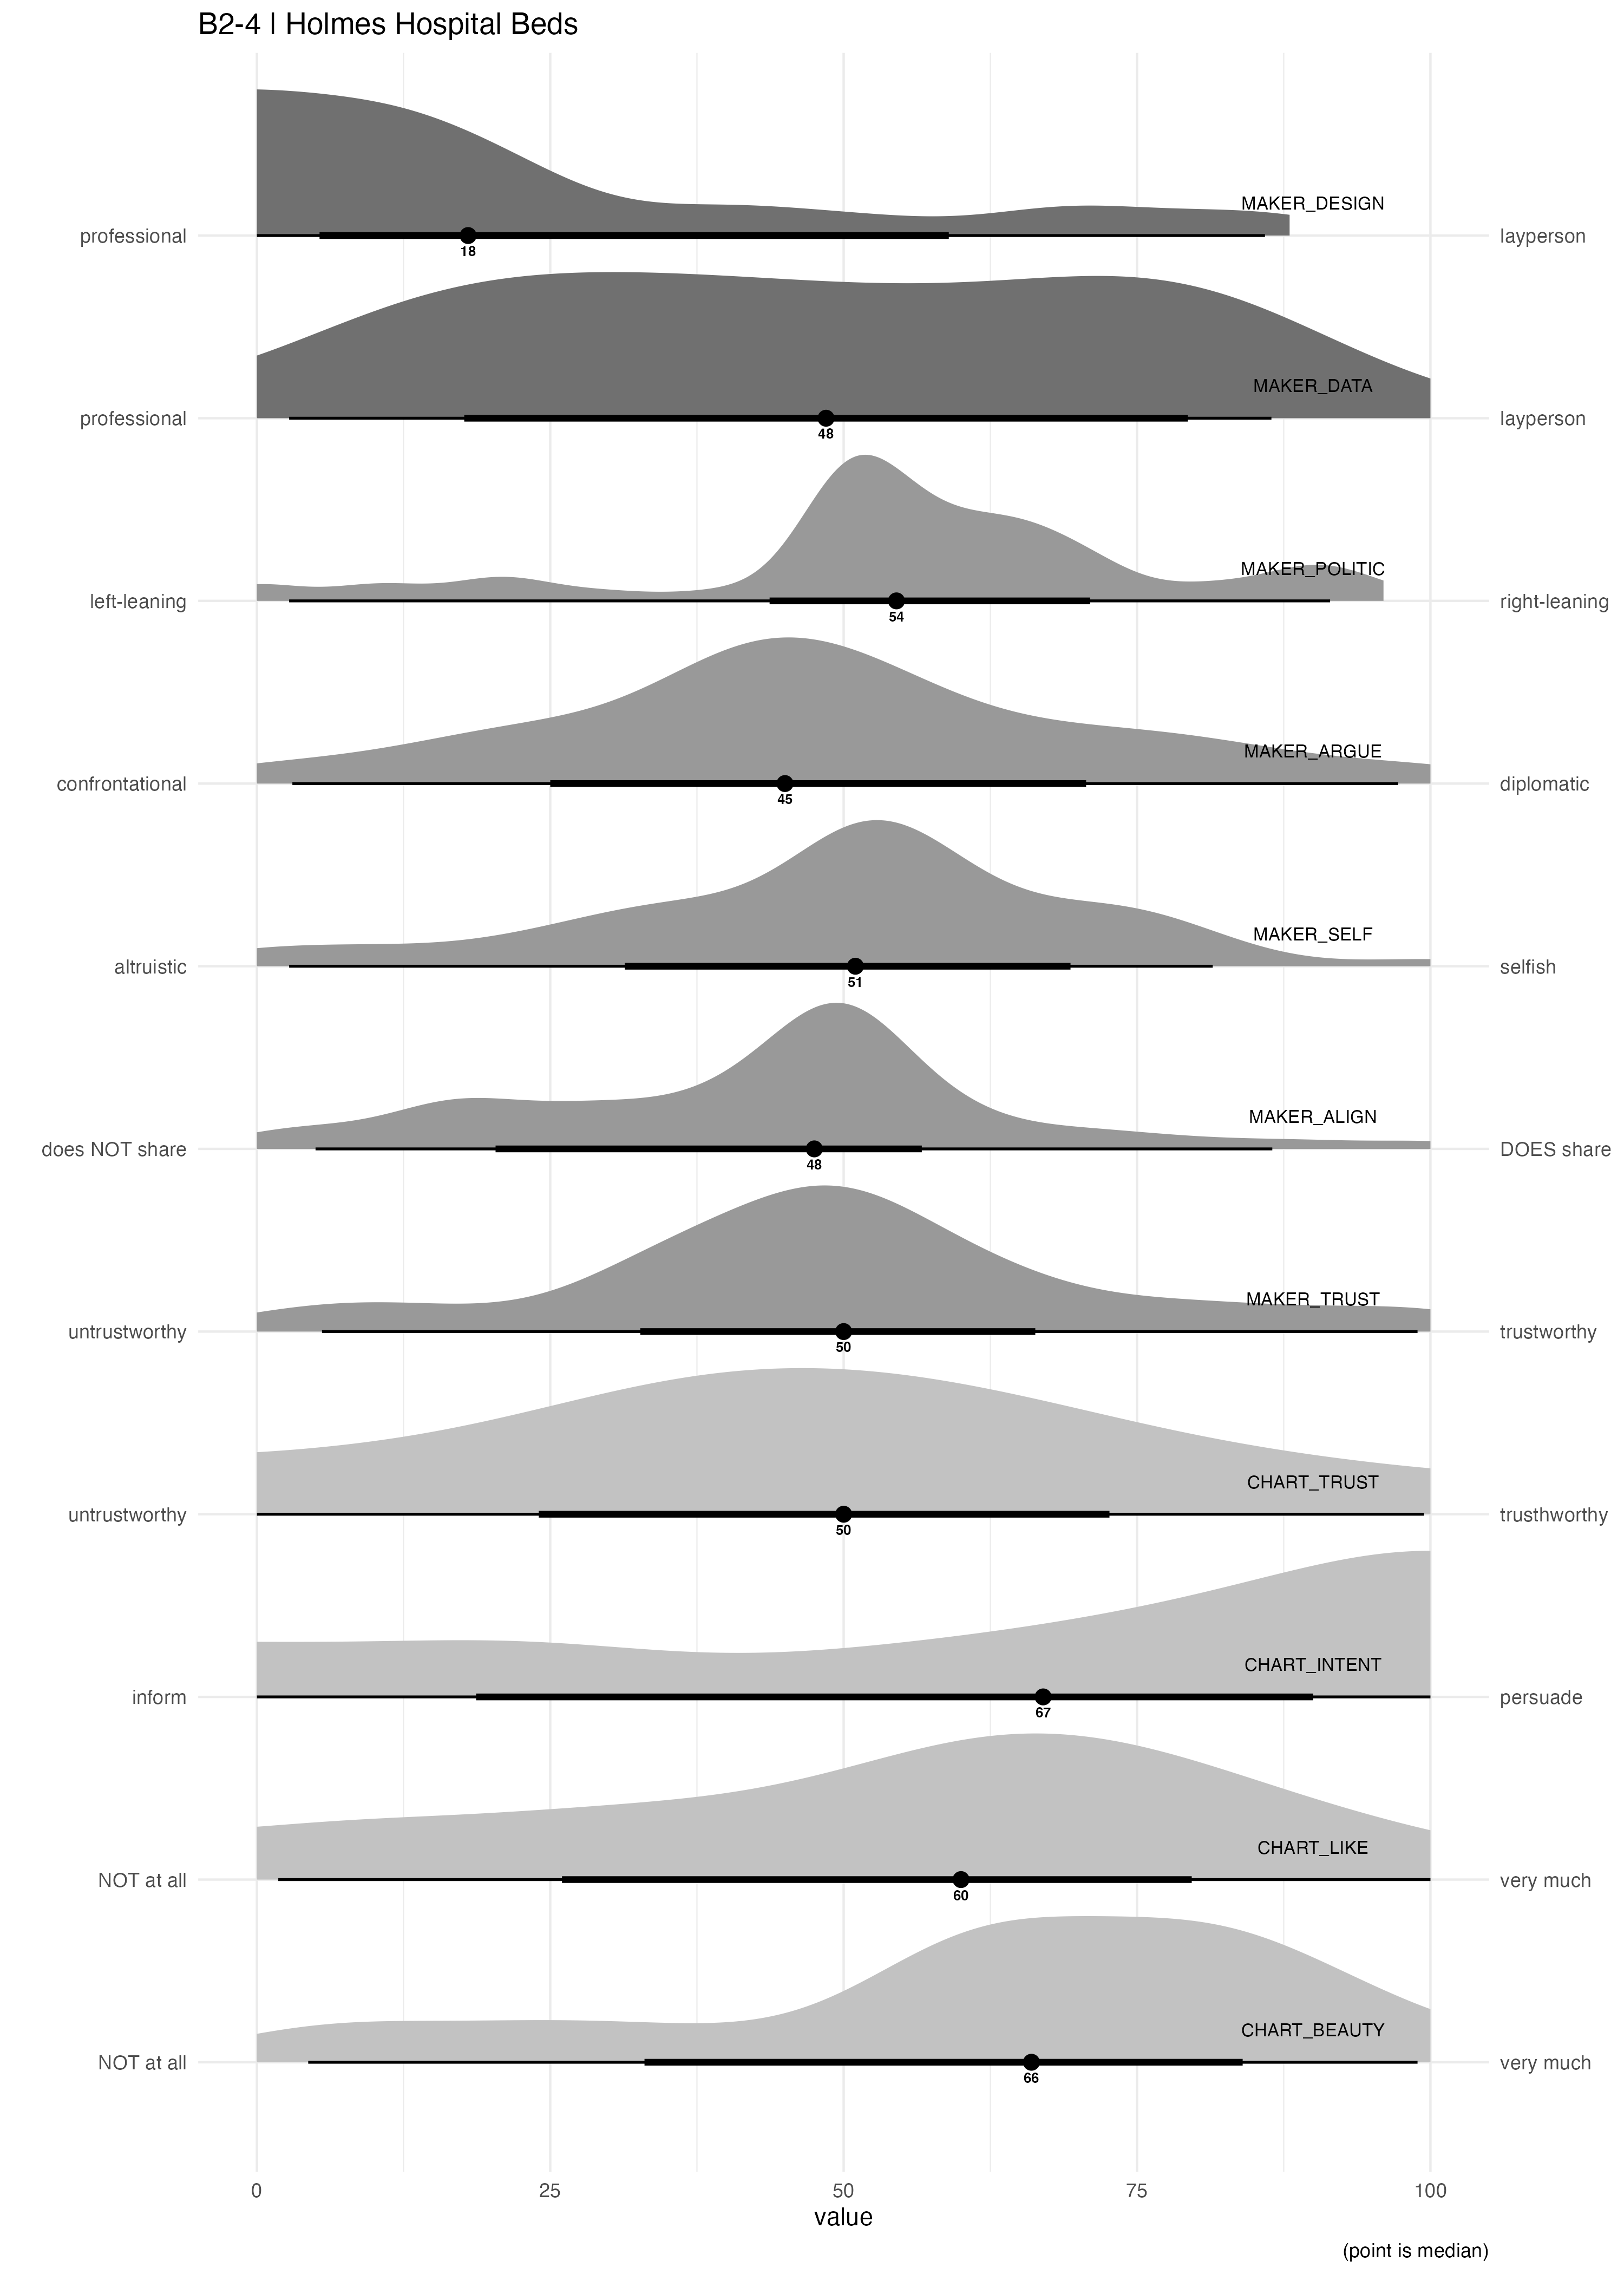 B2-4 | Holmes Hospital Beds
MAKER_DESIGN
professional
layperson
18
MAKER_DATA
professional
layperson
48
MAKER_POLITIC
left-leaning
right-leaning
54
MAKER_ARGUE
confrontational
diplomatic
45
MAKER_SELF
altruistic
selfish
51
MAKER_ALIGN
does NOT share
DOES share
48
MAKER_TRUST
untrustworthy
trustworthy
50
CHART_TRUST
untrustworthy
trusthworthy
50
CHART_INTENT
inform
persuade
67
CHART_LIKE
NOT at all
very much
60
CHART_BEAUTY
NOT at all
very much
66
0 25 50 75 100
value
(point is median)